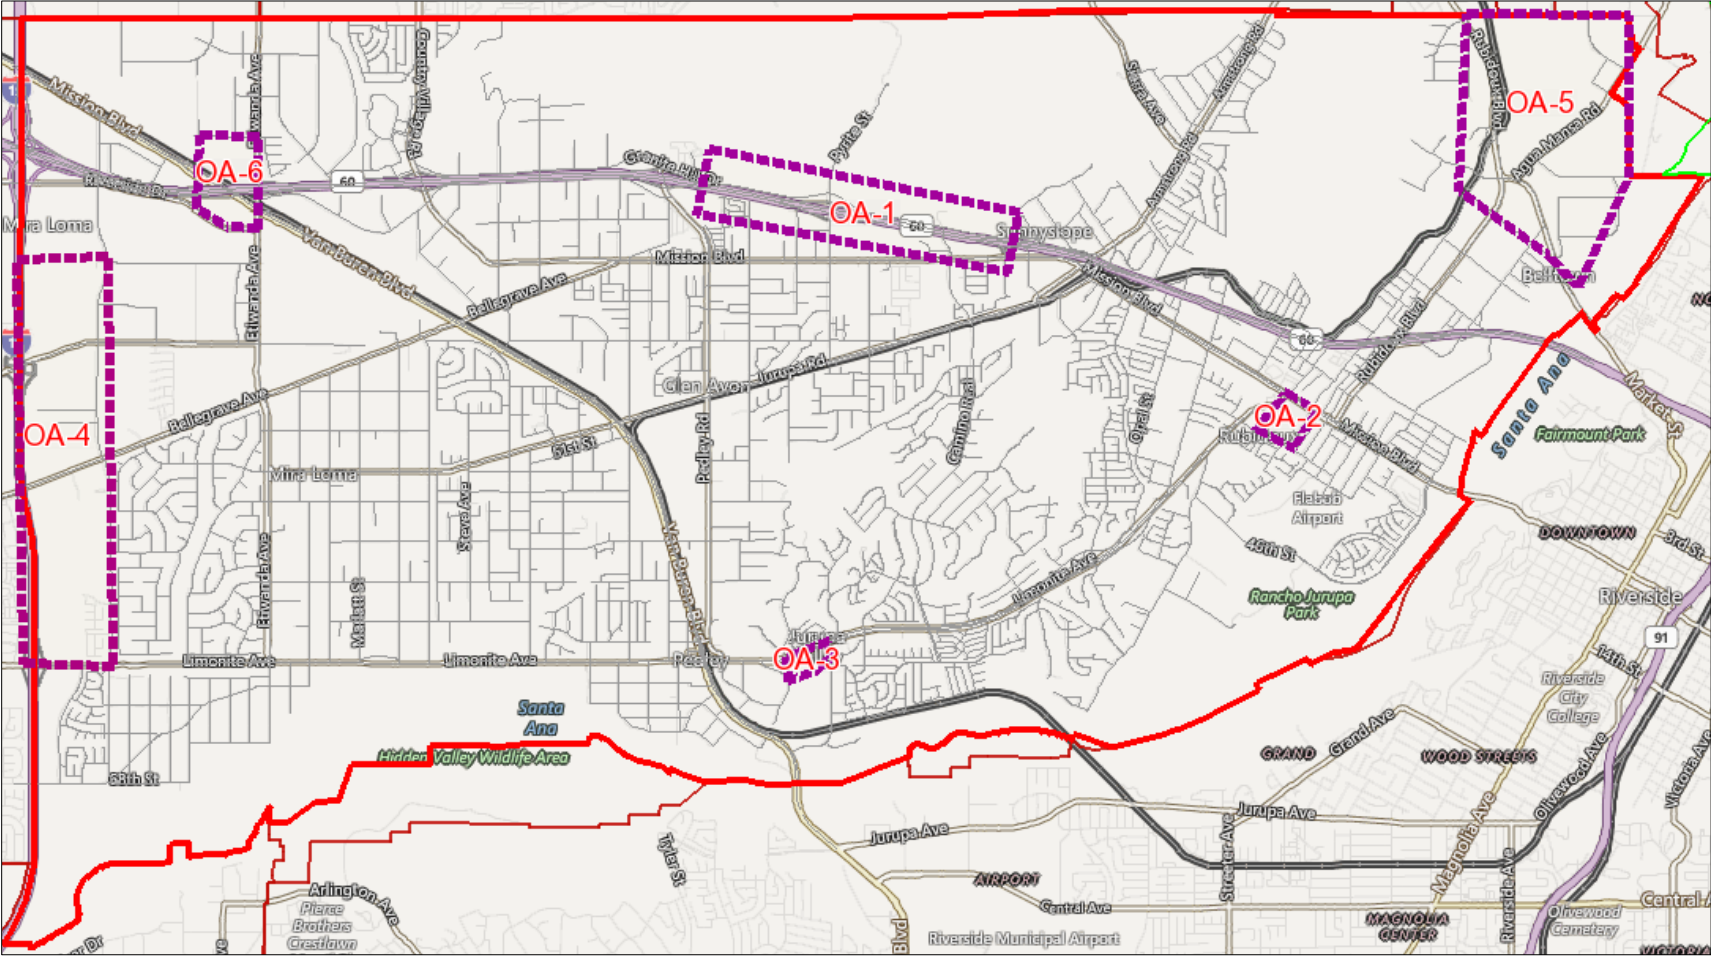 Mission Blvd
Etiwanda Ave
Country Village Rd
Sierra Ave
Armstrong Rd
Rubidoux Blvd
OA-5
Agua Mansa Rd
Granite Hill Dr
Pyrite St
Armstrong Rd
OA-6
Riverside Dr
60
OA-1
60
Sunnyslope
Mira Loma
Van Buren Blvd
Mission Blvd
Mission Blvd
Belltown
Bellegrave Ave
Etiwanda Ave
60
Rubidoux Blvd
Glen Avon
Jurupa Rd
Santa Ana
Market St
Bellegrave Ave
OA-4
61st St
Pedley Rd
Camino Real
Opal St
OA-2
Rubidoux
Mission Blvd
Fairmount Park
Mira Loma
Steve Ave
Flabob
Airport
DOWNTOWN
3rd St
46th St
Etiwanda Ave
Marlatt St
Van Buren Blvd
Limonite Ave
Rancho Jurupa
Park
Riverside
91
14th St
Jurupa
OA-3
Limonite Ave
Limonite Ave
Pedley
Riverside
City
College
Santa
Ana
Hidden Valley Wildlife Area
68th St
Grand Ave
GRAND
WOOD STREETS
Olivewood Ave
Victoria Ave
Jurupa Ave
Jurupa Ave
Tyler St
Streeter Ave
Magnolia Ave
Riverside Ave
AIRPORT
Central Ave
Central A
Arlington Ave
Pierce
Brothers
Crestlawn
Blvd
Riverside Municipal Airport
MAGNOLIA
CENTER
Olivewood
Cemetery
VICTORIA